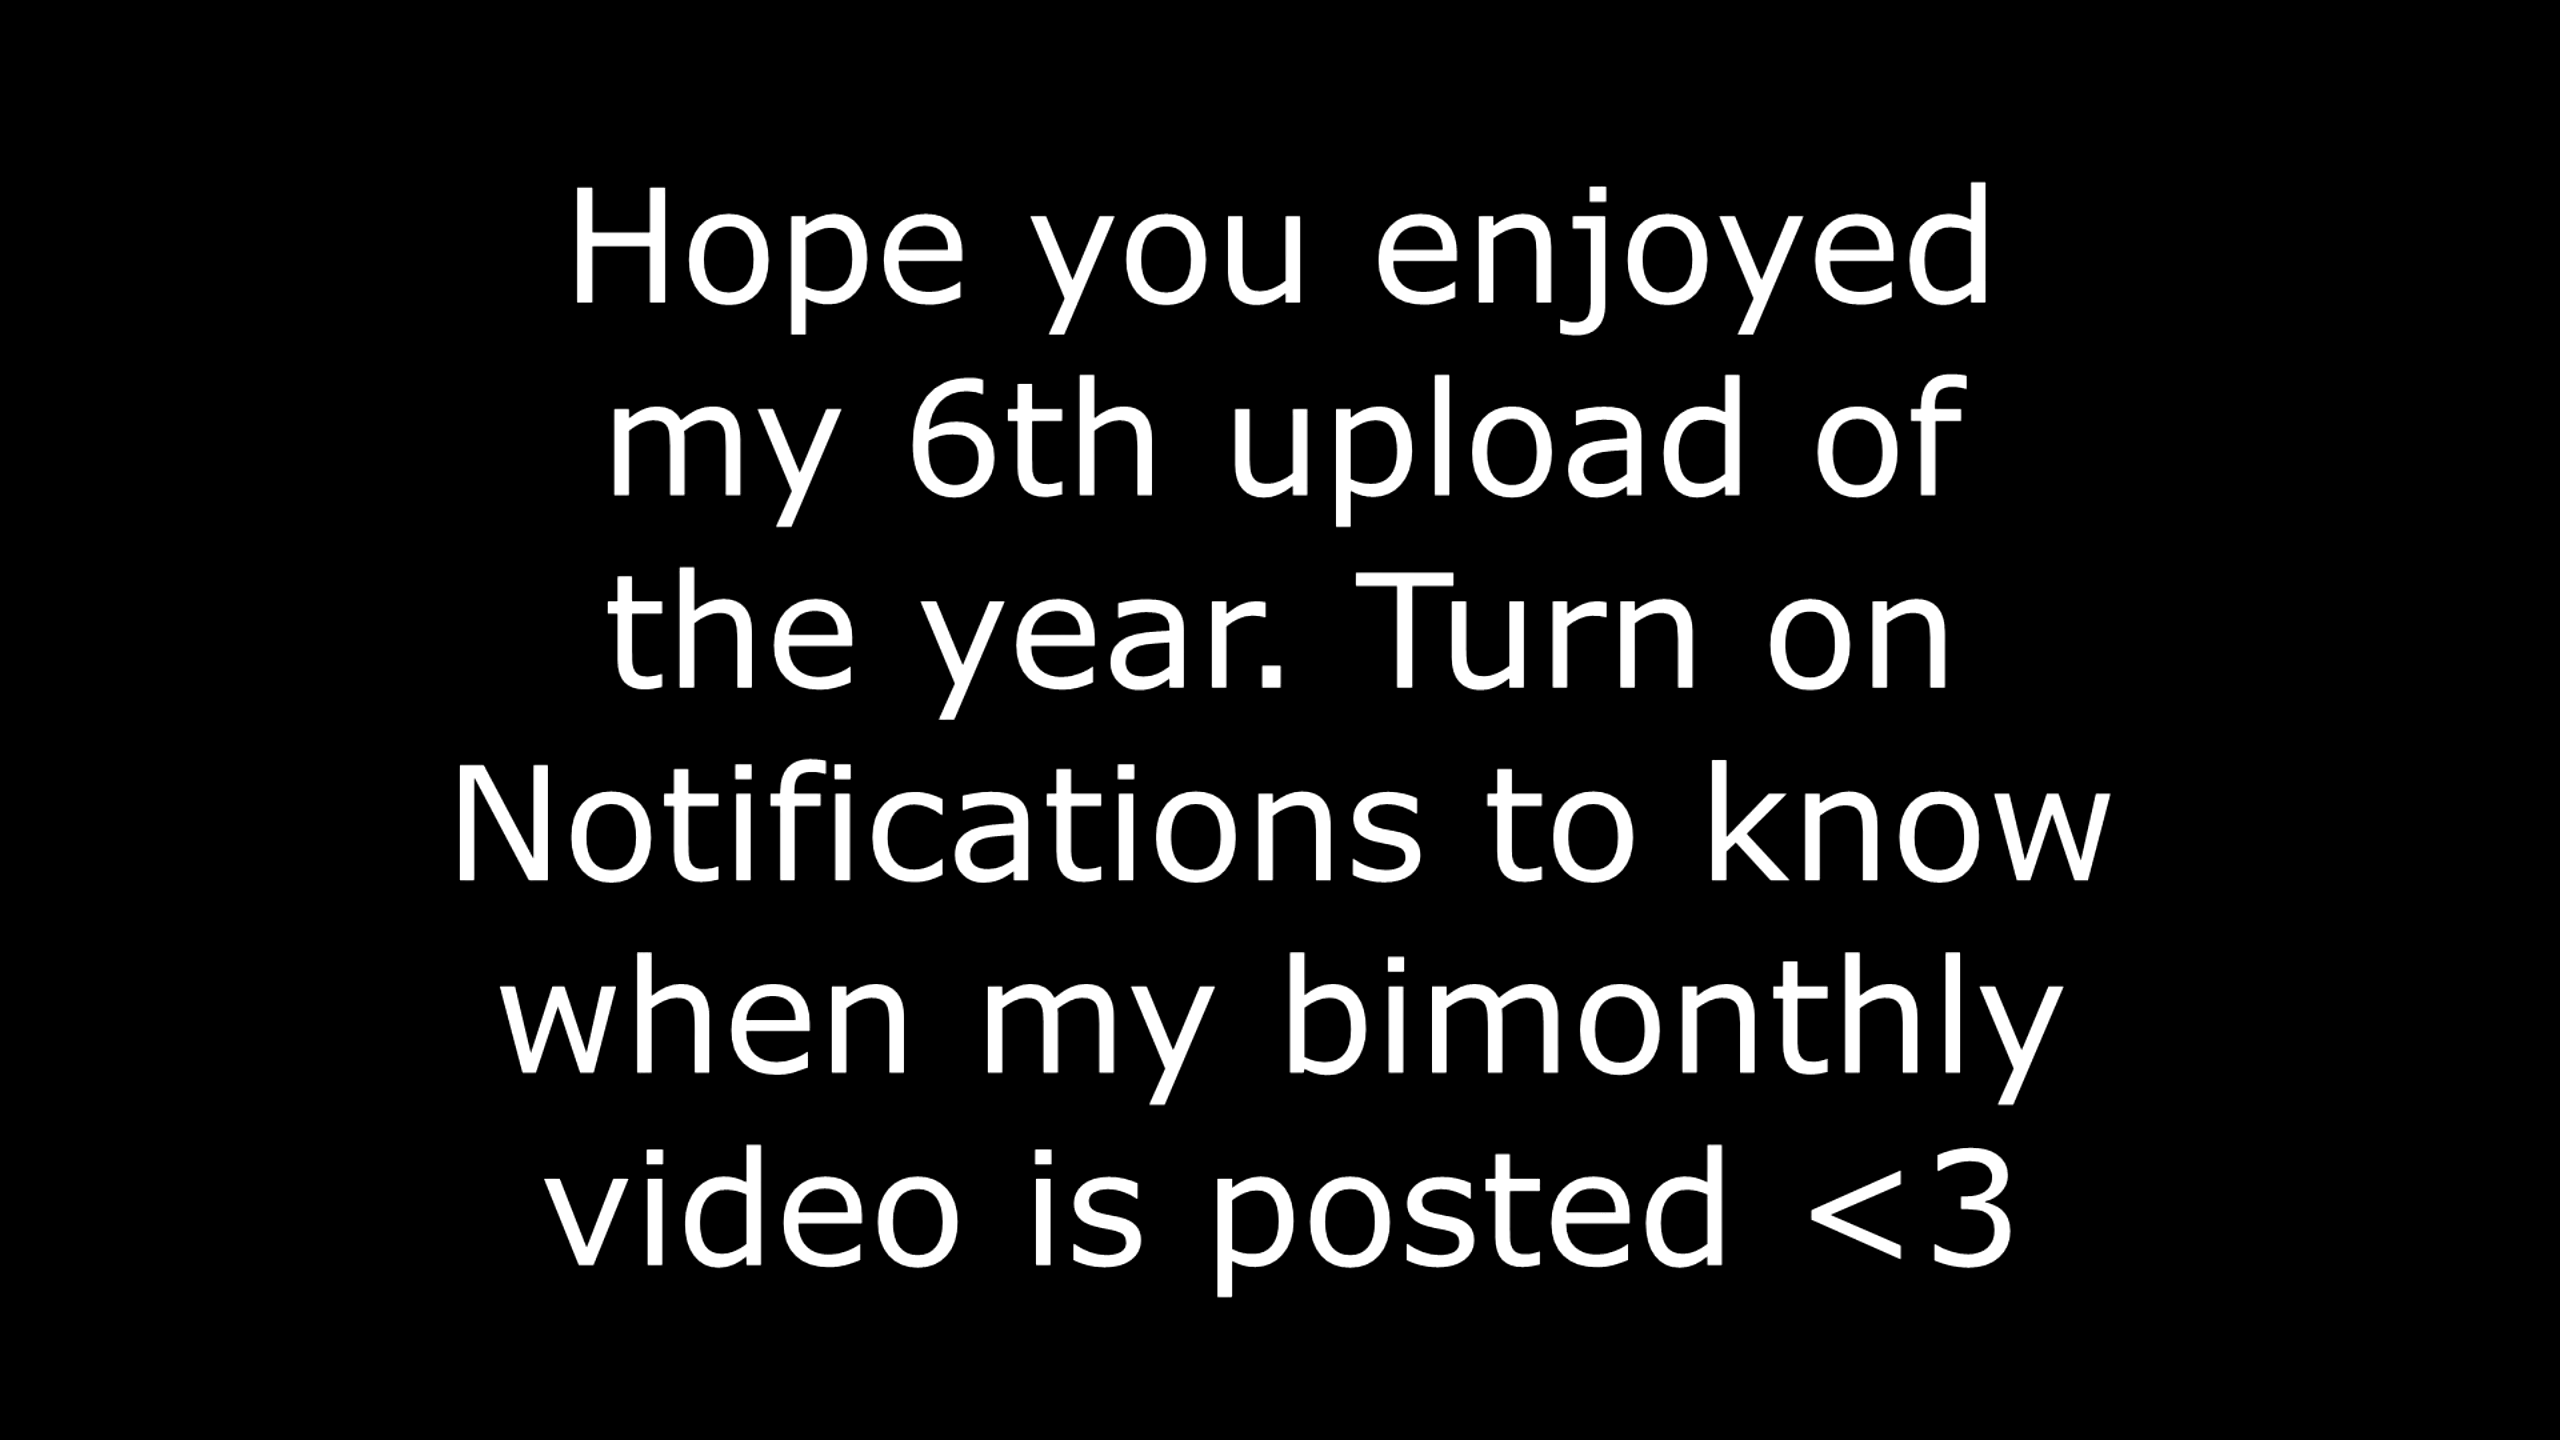 Hope you enjoyed
my 6th upload of
the year. Turn on
Notifications to know
when my bimonthly
video is posted <3